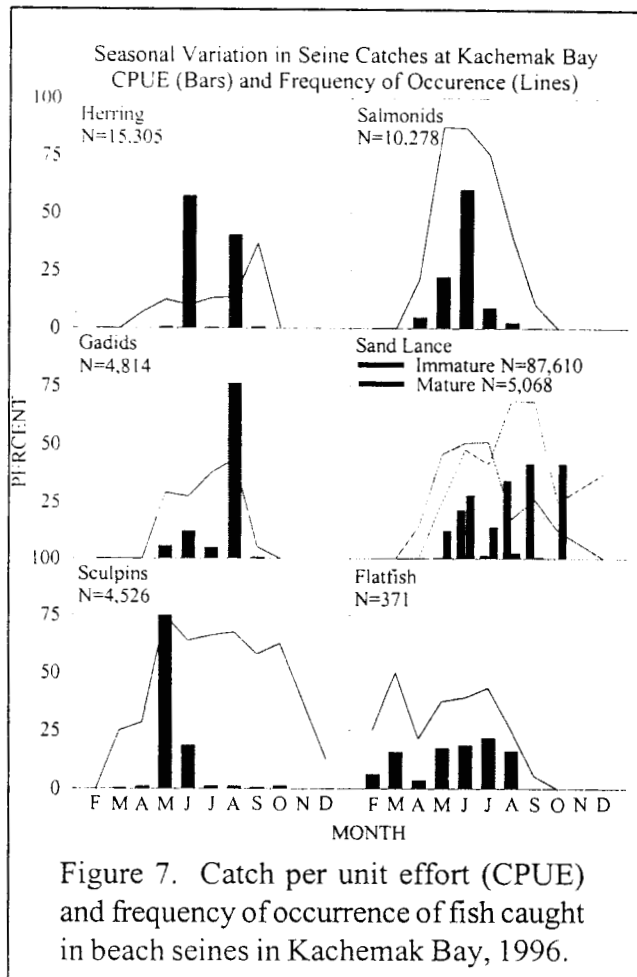 Seasonal Variation in Seine Catches at Kachemak Bay
CPUE (Bars) and Frequency of Occurence (Lines)
PERCENT
100
75
50
25
0
Herring
N=15,305
Salmonids
N=10,278
75
50
25
100
Gadids
N=4,814
Sand Lance
Immature N=87,610
Mature N=5,068
75
50
25
0
Sculpins
N=4,526
Flatfish
N=371
F M A M J J A S O N D
F M A M J J A S O N D
MONTH
Figure 7. Catch per unit effort (CPUE)
and frequency of occurrence of fish caught
in beach seines in Kachemak Bay, 1996.